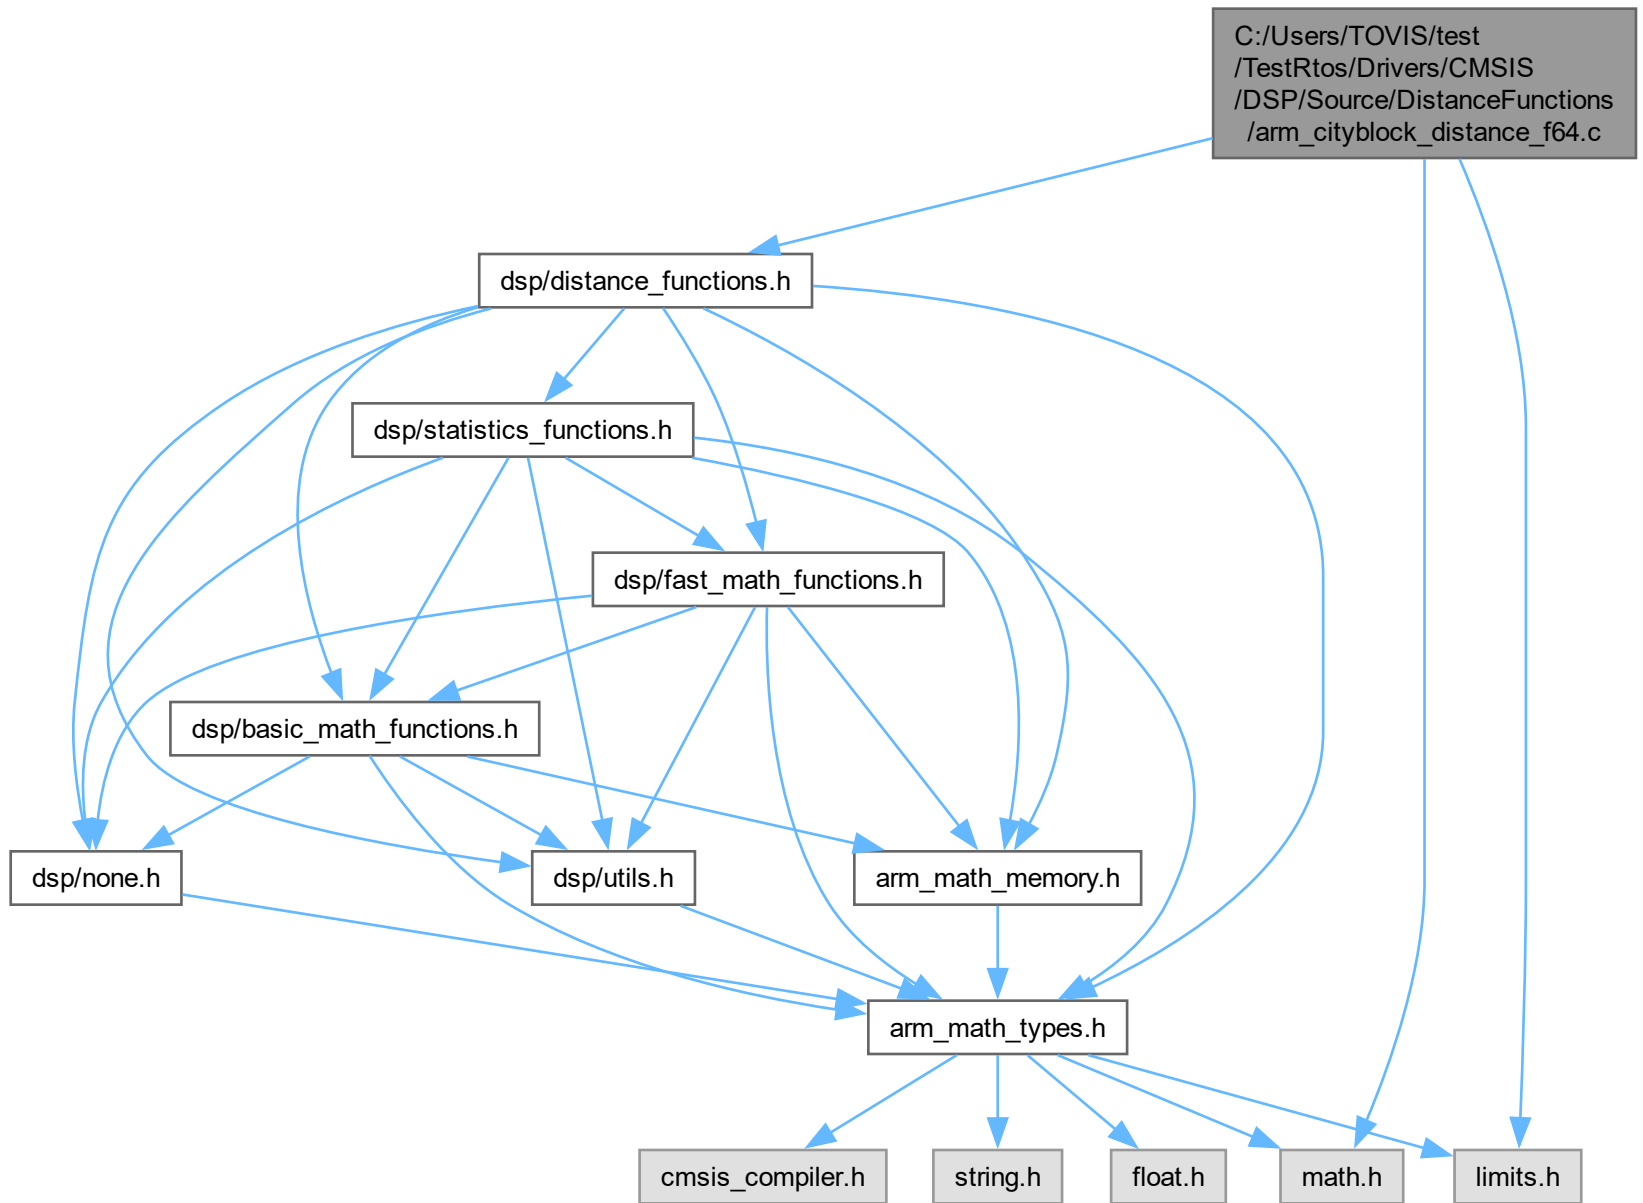 C:/Users/TOVIS/test
/TestRtos/Drivers/CMSIS
/DSP/Source/DistanceFunctions
/arm_cityblock_distance_f64.c
dsp/distance_functions.h
dsp/statistics_functions.h
dsp/fast_math_functions.h
dsp/basic_math_functions.h
dsp/none.h
dsp/utils.h
arm_math_memory.h
arm_math_types.h
cmsis_compiler.h
string.h
float.h
math.h
limits.h